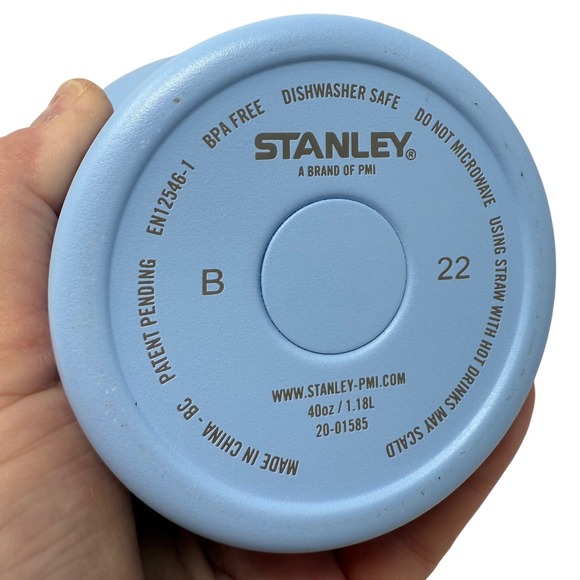 STANLEY®
A BRAND OF PMI
B
22
WWW.STANLEY-PMI.COM
40oz / 1.18L
20-01585
MADE IN CHINA - BC PATENT PENDING EN12546-1 BPA FREE DISHWASHER SAFE DO NOT MICROWAVE USING STRAW WITH HOT DRINKS MAY SCALD